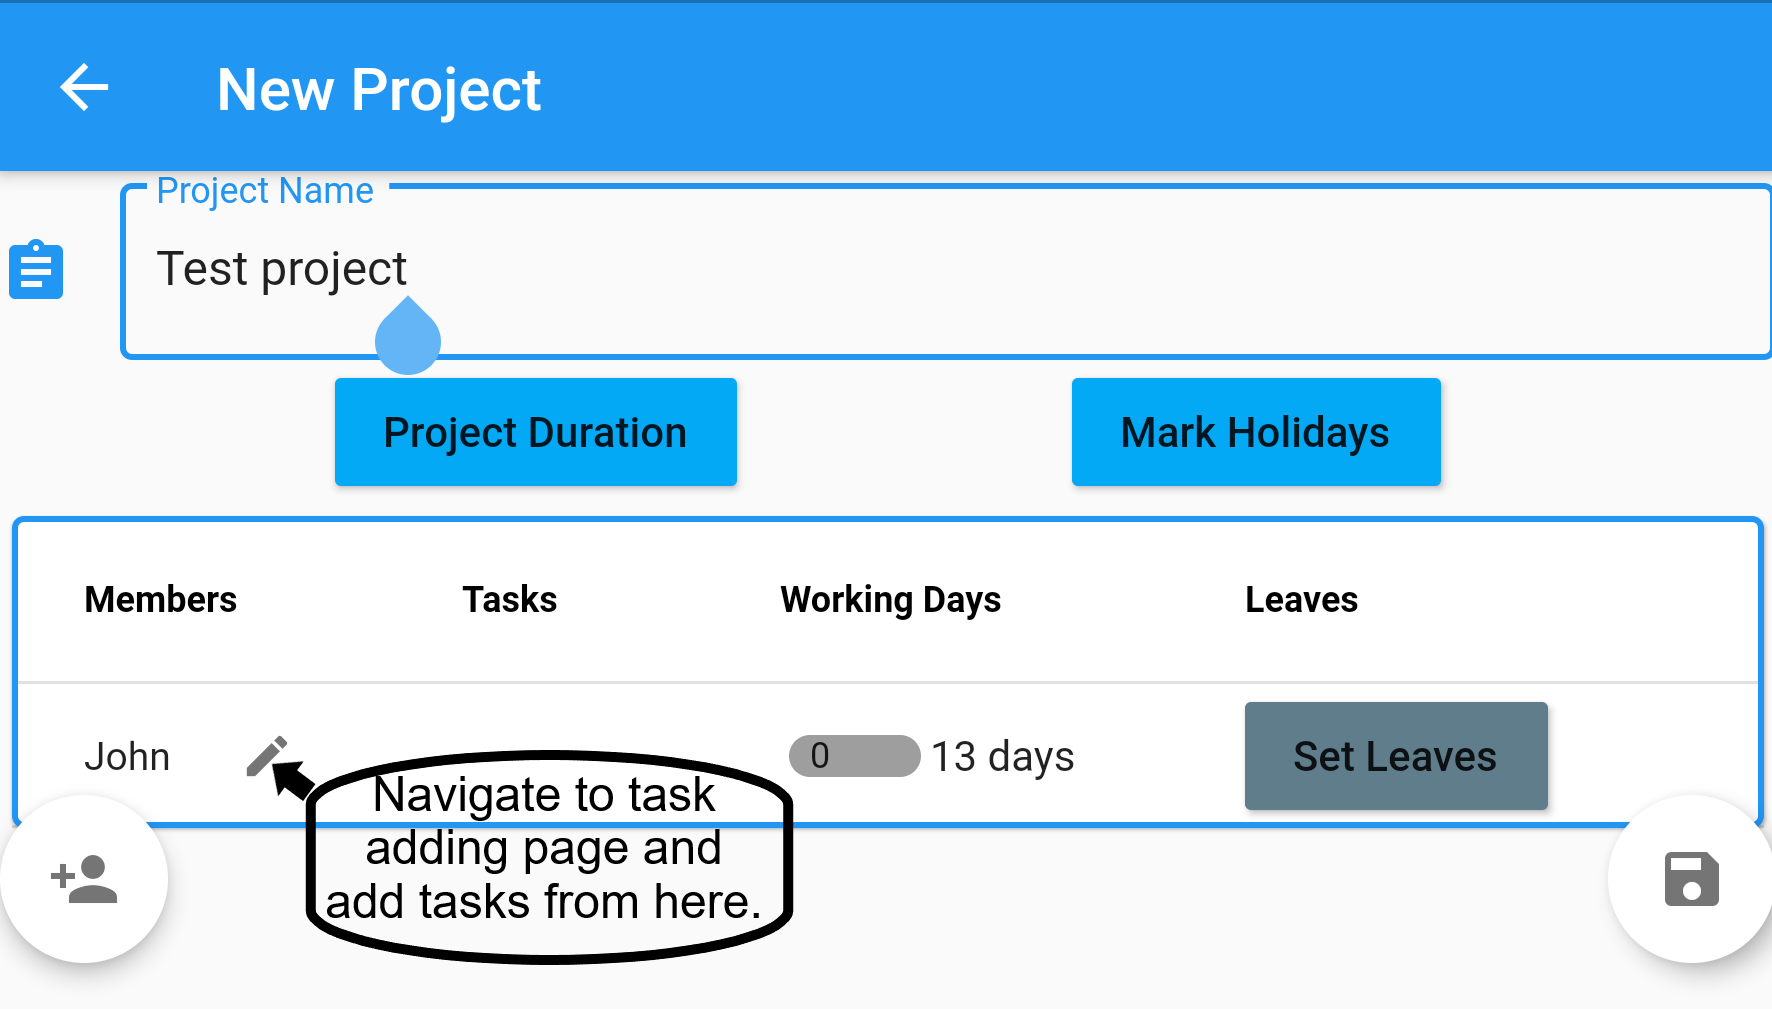 New Project
Project Name
Test project
Project Duration
Mark Holidays
Members Tasks Working Days Leaves
John 0 13 days Set Leaves
Navigate to task
adding page and
add tasks from here.